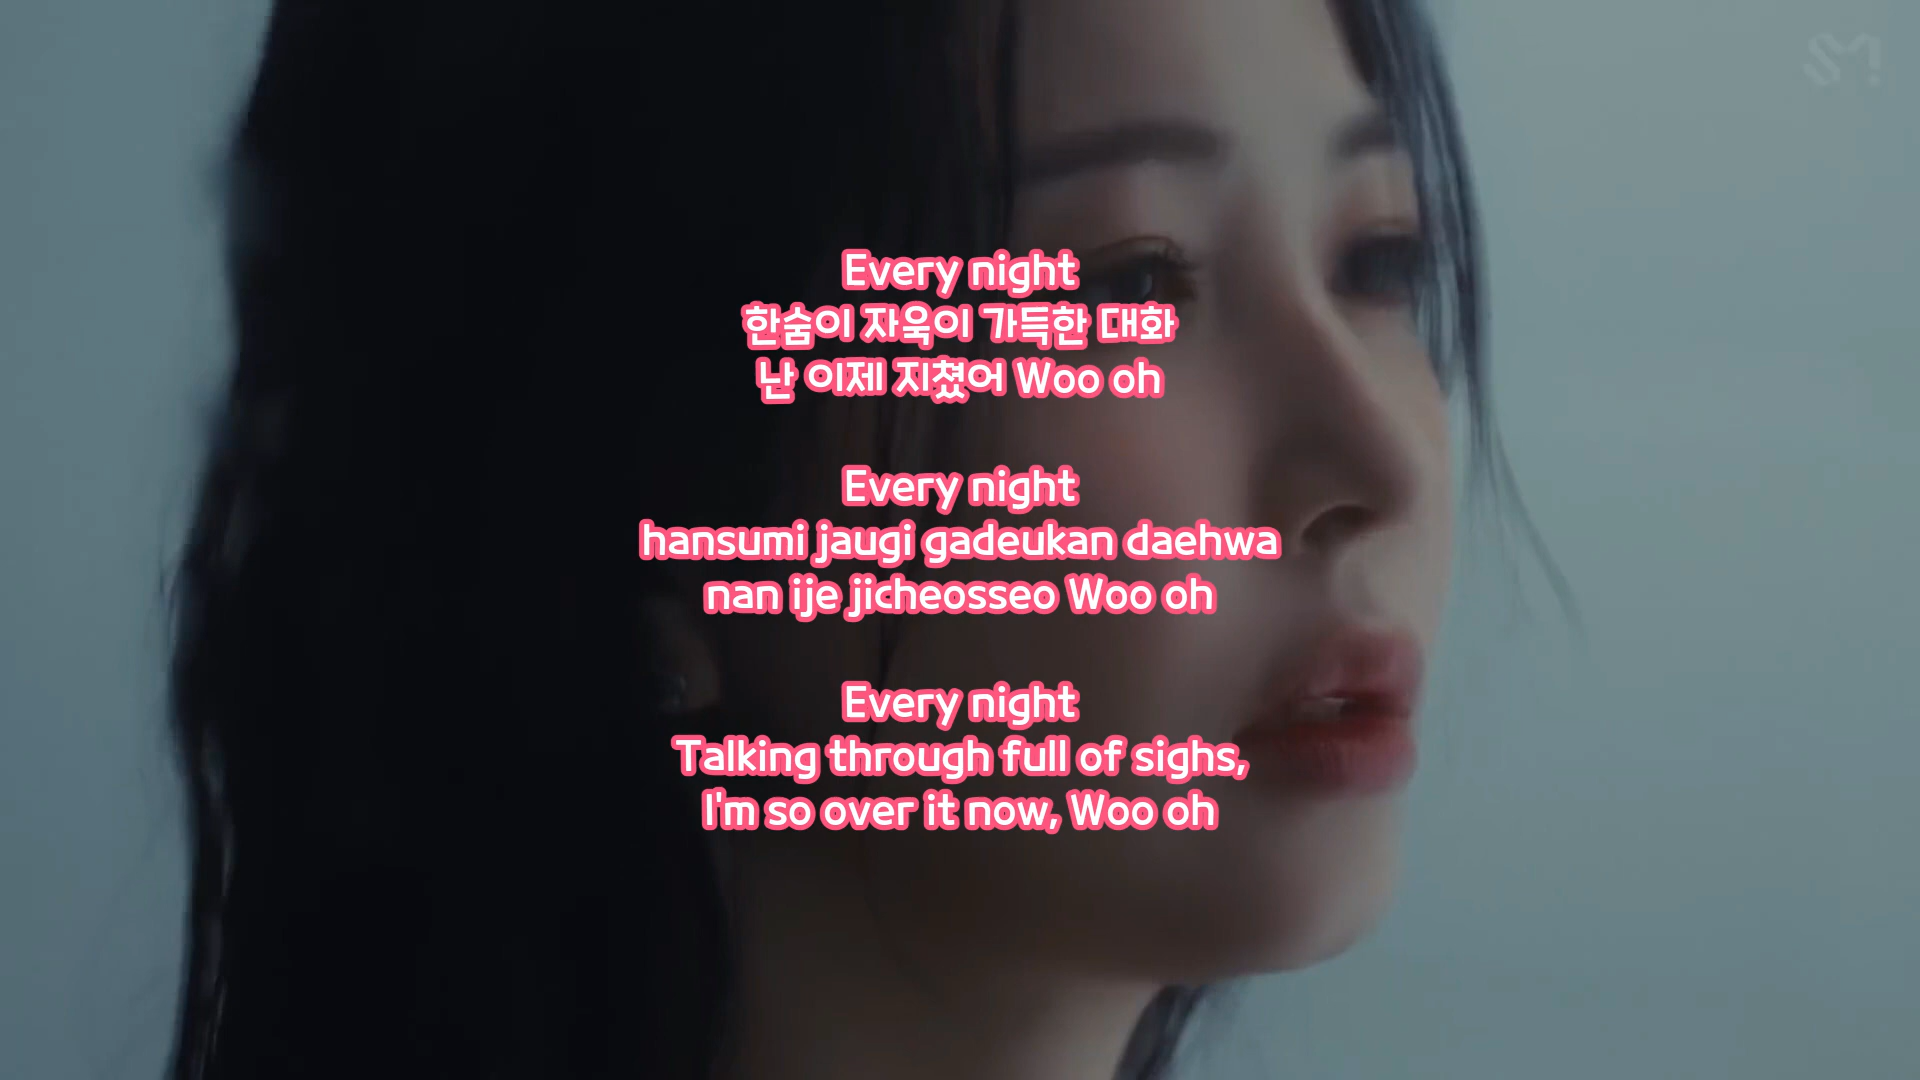 SM
Every night
한숨이 자욱이 가득한 대화
난 이제 지쳤어 Woo oh
Every night
hansumi jaugi gadeukan daehwa
nan ije jicheosseo Woo oh
Every night
Talking through full of sighs,
I'm so over it now, Woo oh